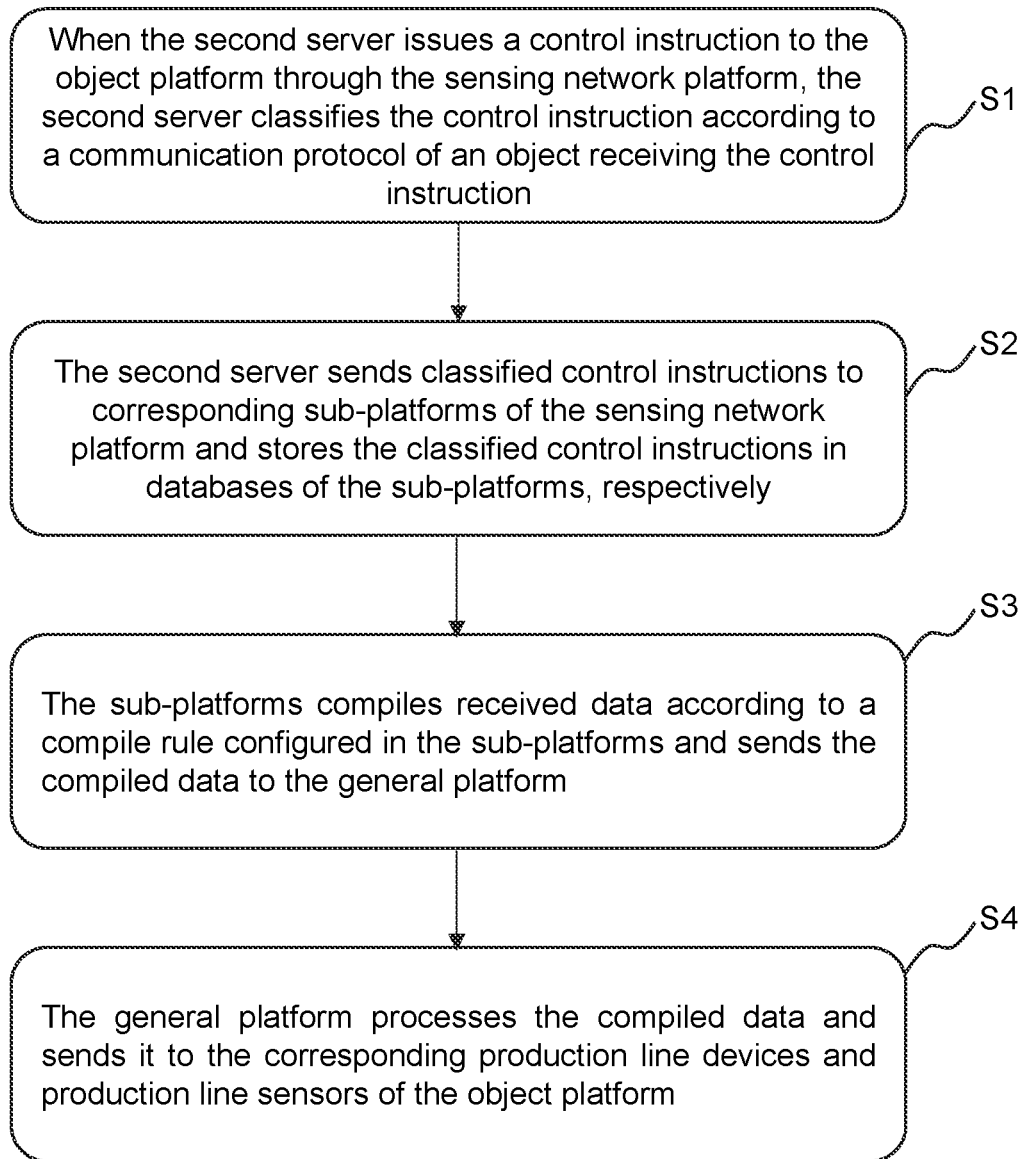 When the second server issues a control instruction to the
object platform through the sensing network platform, the
second server classifies the control instruction according to
a communication protocol of an object receiving the control
instruction
S1
The second server sends classified control instructions to
corresponding sub-platforms of the sensing network
platform and stores the classified control instructions in
databases of the sub-platforms, respectively
S2
The sub-platforms compiles received data according to a
compile rule configured in the sub-platforms and sends the
compiled data to the general platform
S3
The general platform processes the compiled data and
sends it to the corresponding production line devices and
production line sensors of the object platform
S4